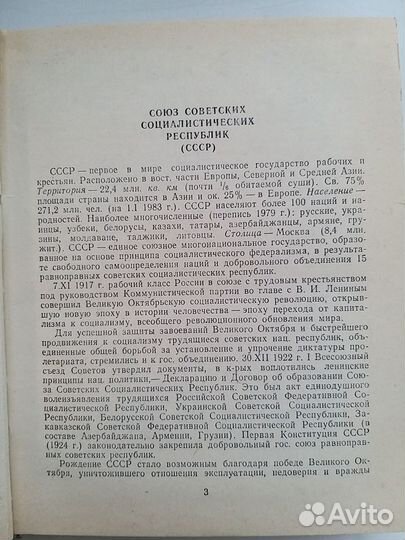 СОЮЗ СОВЕТСКИХ
СОЦИАЛИСТИЧЕСКИХ
РЕСПУБЛИК
(СССР)
СССР — первое в мире социалистическое государство рабочих и
крестьян. Расположено в вост. части Европы, Северной и Средней Азии.
Территория — 22,4 млн. кв. км (почти 1/6 обитаемой суши). Св. 75%
площади страны находятся в Азии и ок. 25% — в Европе. Население —
271,2 млн. чел. (на 1.I 1983 г.). СССР населяют более 100 наций и на-
родностей. Наиболее многочисленные (перепись 1979 г.): русские, укра-
инцы, узбеки, белорусы, казахи, татары, азербайджанцы, армяне, гру-
зины, молдаване, таджики, литовцы. Столица — Москва (8,4 млн.
жит.). СССР — единое союзное многонациональное государство, образо-
ванное на основе принципа социалистического федерализма, в результа-
те свободного самоопределения наций и добровольного объединения 15
равноправных советских социалистических республик.
7.XI 1917 г. рабочий класс России в союзе с трудовым крестьянством
под руководством Коммунистической партии во главе с В. И. Лениным
совершил Великую Октябрьскую социалистическую революцию, открыв-
шую новую эпоху в истории человечества — эпоху перехода от капита-
лизма к социализму, всеобщего революционного обновления мира.
Для успешной защиты завоеваний Великого Октября и быстрейшего
продвижения к социализму трудящиеся советских нац. республик, объ-
единенные общей борьбой за установление и упрочение диктатуры про-
летариата, стремились и к гос. объединению. 30.XII 1922 г. I Всесоюзный
съезд Советов утвердил документы, в к-рых воплотились ленинские
принципы нац. политики, — Декларацию и Договор об образовании Сою-
за Советских Социалистических Республик. Это был акт единодушного
волеизъявления трудящихся Российской Советской Федеративной Со-
циалистической Республики, Украинской Советской Социалистической
Республики, Белорусской Советской Социалистической Республики, За-
кавказской Советской Федеративной Социалистической Республики (в
составе Азербайджана, Армении, Грузии). Первая Конституция СССР
(1924 г.) законодательно закрепила добровольный гос. союз равноправ-
ных советских республик.
Рождение СССР стало возможным благодаря победе Великого Ок-
тября, уничтожившего отношения эксплуатации, недоверия и вражды
3
Avito